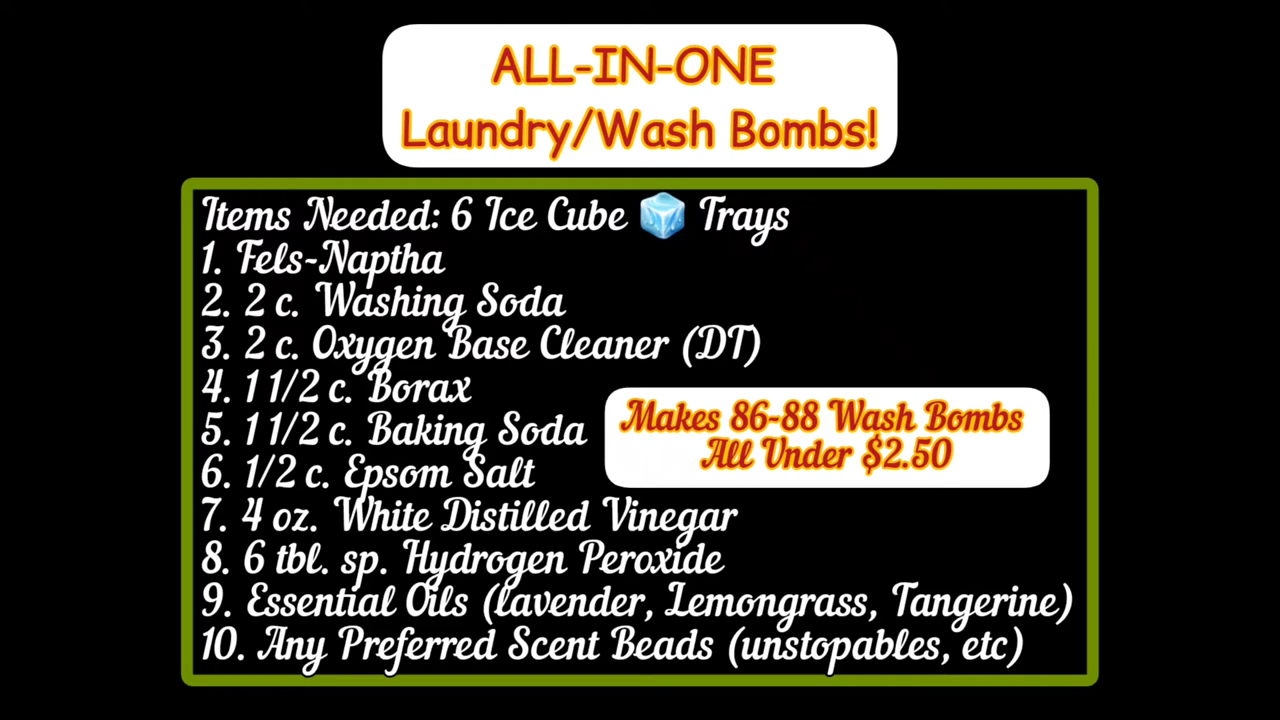 ALL-IN-ONE
Laundry/Wash Bombs!
Items Needed: 6 Ice Cube 🧊 Trays
1. Fels-Naptha
2. 2 c. Washing Soda
3. 2 c. Oxygen Base Cleaner (DT)
4. 1 1/2 c. Borax
5. 1 1/2 c. Baking Soda
6. 1/2 c. Epsom Salt
7. 4 oz. White Distilled Vinegar
8. 6 tbl. sp. Hydrogen Peroxide
9. Essential Oils (lavender, Lemongrass, Tangerine)
10. Any Preferred Scent Beads (unstopables, etc)
Makes 86-88 Wash Bombs
All Under $2.50